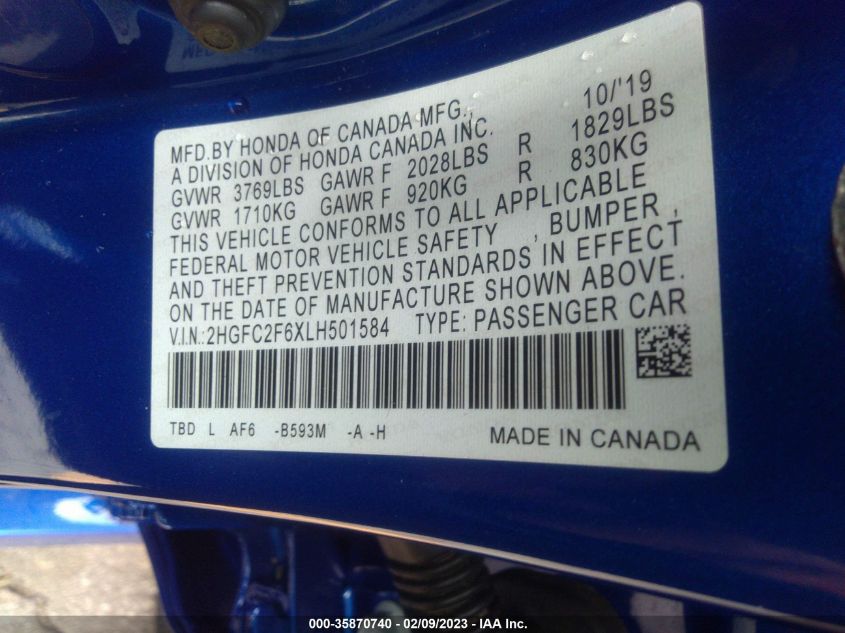 MFD.BY HONDA OF CANADA MFG., 10/'19
A DIVISION OF HONDA CANADA INC.
GVWR 3769LBS GAWR F 2028LBS R 1829LBS
GVWR 1710KG GAWR F 920KG R 830KG
THIS VEHICLE CONFORMS TO ALL APPLICABLE
FEDERAL MOTOR VEHICLE SAFETY , BUMPER ,
AND THEFT PREVENTION STANDARDS IN EFFECT
ON THE DATE OF MANUFACTURE SHOWN ABOVE.
V.I.N.:2HGFC2F6XLH501584 TYPE: PASSENGER CAR
TBD L AF6 -B593M -A -H
MADE IN CANADA
000-35870740 - 02/09/2023 - IAA Inc.